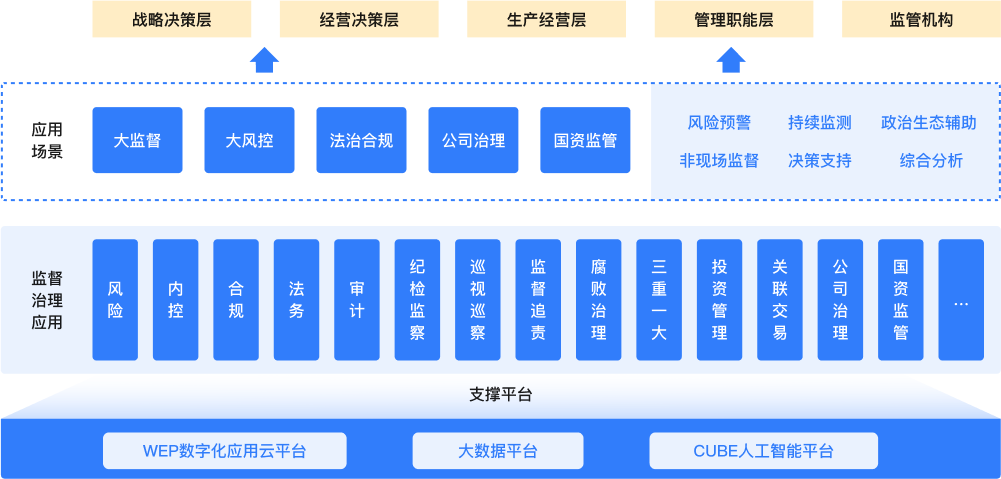 战略决策层
经营决策层
生产经营层
管理职能层
监管机构
应用
场景
大监督
大风控
法治合规
公司治理
国资监管
风险预警
持续监测
政治生态辅助
非现场监督
决策支持
综合分析
监督
治理
应用
风险
内控
合规
法务
审计
纪检监察
巡视巡察
监督追责
腐败治理
三重一大
投资管理
关联交易
公司治理
国资监管
...
支撑平台
WEP数字化应用云平台
大数据平台
CUBE人工智能平台